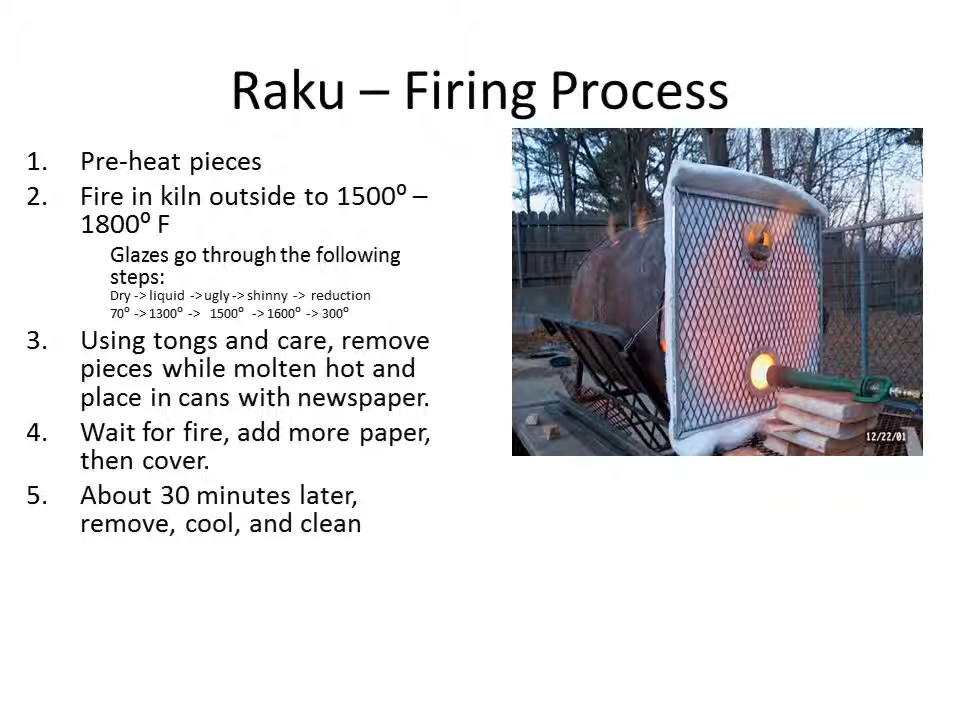 Raku – Firing Process
1. Pre-heat pieces
2. Fire in kiln outside to 1500⁰ –
1800⁰ F
Glazes go through the following
steps:
Dry -> liquid -> ugly -> shinny -> reduction
70⁰ -> 1300⁰ -> 1500⁰ -> 1600⁰ -> 300⁰
3. Using tongs and care, remove
pieces while molten hot and
place in cans with newspaper.
4. Wait for fire, add more paper,
then cover.
5. About 30 minutes later,
remove, cool, and clean
12/22/01